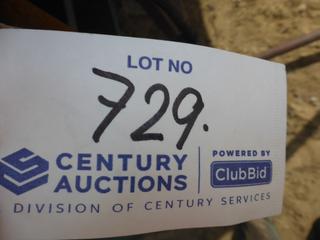 LOT NO
729.
CENTURY
AUCTIONS
POWERED BY
ClubBid
DIVISION OF CENTURY SERVICES